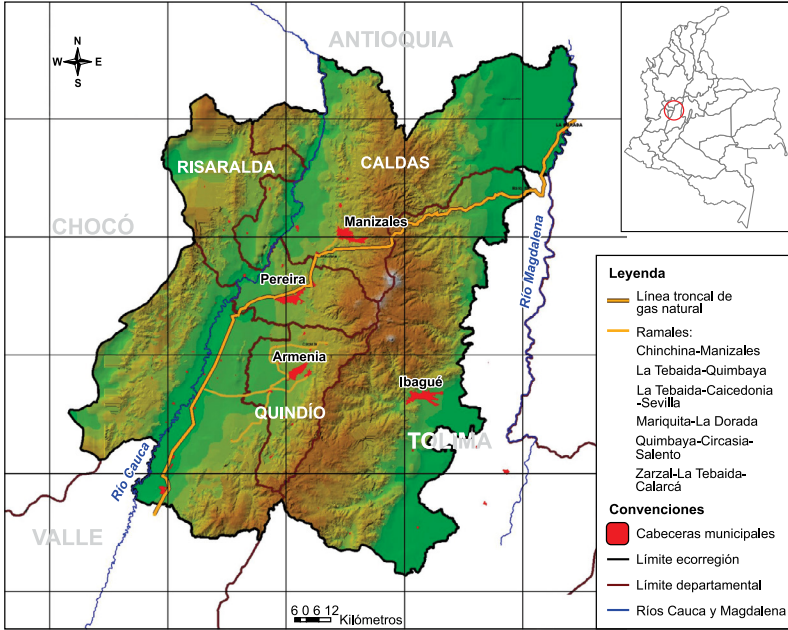 ANTIOQUIA
N
W E
S
RISARALDA
CALDAS
CHOCÓ
Manizales
Río Magdalena
Pereira
Armenia
Ibagué
QUINDÍO
TOLIMA
Río Cauca
VALLE
6 0 6 12
Kilómetros
Leyenda
Línea troncal de
gas natural
Ramales:
Chinchina-Manizales
La Tebaida-Quimbaya
La Tebaida-Caicedonia
-Sevilla
Mariquita-La Dorada
Quimbaya-Circasia-
Salento
Zarzal-La Tebaida-
Calarcá
Convenciones
Cabeceras municipales
Límite ecorregión
Límite departamental
Ríos Cauca y Magdalena